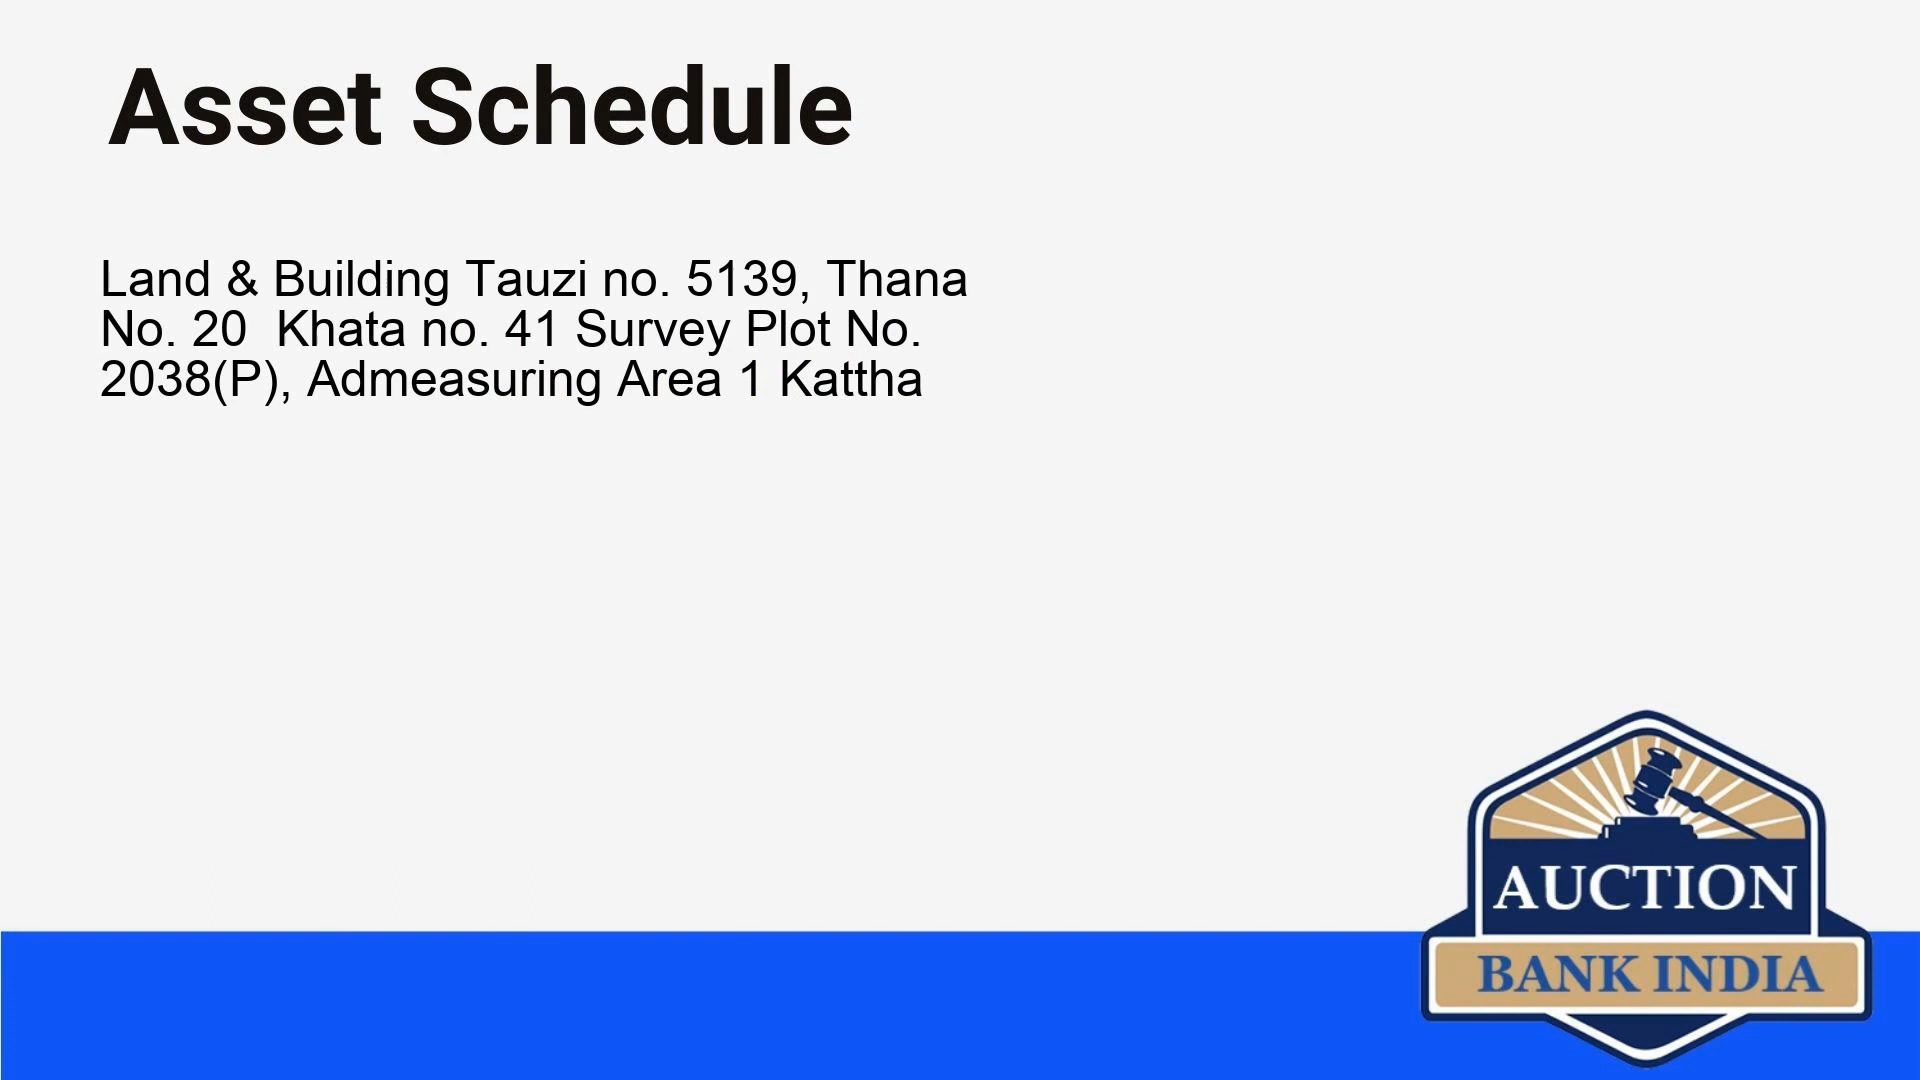 Asset Schedule
Land & Building Tauzi no. 5139, Thana
No. 20  Khata no. 41 Survey Plot No.
2038(P), Admeasuring Area 1 Kattha
AUCTION
BANK INDIA